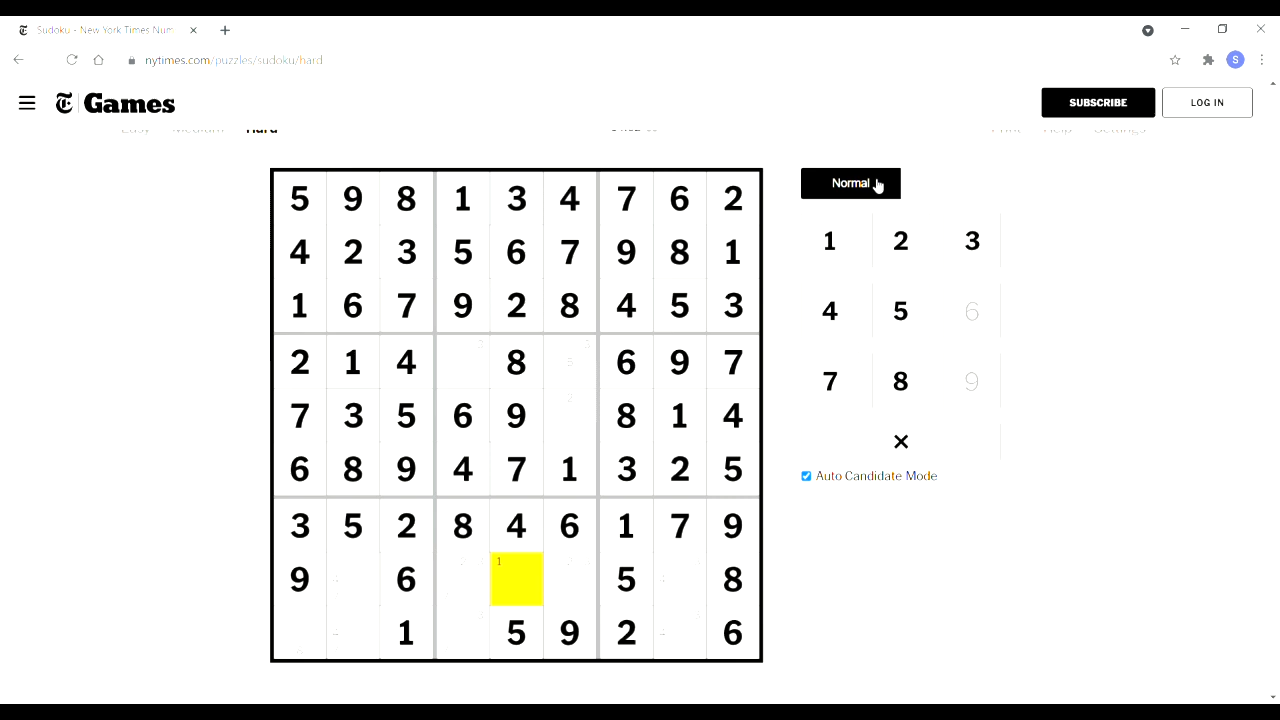 Sudoku - New York Times Num
nytimes.com/puzzles/sudoku/hard
S
Games
SUBSCRIBE
LOG IN
Easy Medium Hard
Print Help Settings
5 9 8 1 3 4 7 6 2
4 2 3 5 6 7 9 8 1
1 6 7 9 2 8 4 5 3
2 1 4 8 6 9 7
7 3 5 6 9 8 1 4
6 8 9 4 7 1 3 2 5
3 5 2 8 4 6 1 7 9
9 6 1 5 8
1 5 9 2 6
Normal
1 2 3
4 5 6
7 8 9
×
Auto Candidate Mode